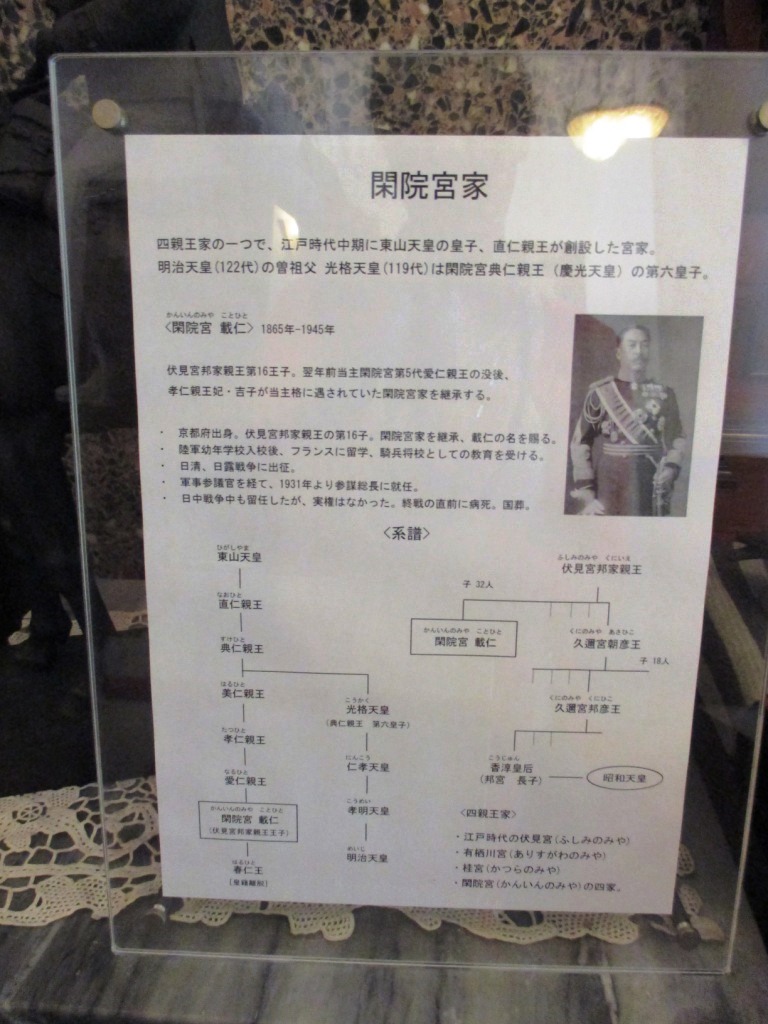 閑院宮家
四親王家の一つで、江戸時代中期に東山天皇の皇子、直仁親王が創設した宮家。
明治天皇(122代)の曽祖父 光格天皇(119代)は閑院宮典仁親王(慶光天皇)の第六皇子。
かんいんのみや ことひと
〈閑院宮 載仁〉 1865年-1945年
伏見宮邦家親王第16王子。翌年前当主閑院宮第5代愛仁親王の没後、
孝仁親王妃・吉子が当主格に遇されていた閑院宮家を継承する。
・ 京都府出身。伏見宮邦家親王の第16子。閑院宮家を継承、載仁の名を賜る。
・ 陸軍幼年学校入校後、フランスに留学、騎兵将校としての教育を受ける。
・ 日清、日露戦争に出征。
・ 軍事参議官を経て、1931年より参謀総長に就任。
・ 日中戦争中も留任したが、実権はなかった。終戦の直前に病死。国葬。
〈系譜〉
ひがしやま
東山天皇
なおひと
直仁親王
すけひと
典仁親王
はるひと
美仁親王
たつひと
孝仁親王
なるひと
愛仁親王
かんいんのみや ことひと
閑院宮 載仁
(伏見宮邦家親王王子)
はるひと
春仁王
(皇籍離脱)
こうかく
光格天皇
(典仁親王 第六皇子)
にんこう
仁孝天皇
こうめい
孝明天皇
めいじ
明治天皇
ふしみのみや くにいえ
伏見宮邦家親王
子 32人
かんいんのみや ことひと
閑院宮 載仁
くにのみや あさひこ
久邇宮朝彦王
子 18人
くにのみや くにひこ
久邇宮邦彦王
こうじゅん
香淳皇后
(邦宮 良子)
昭和天皇
〈四親王家〉
・江戸時代の伏見宮(ふしみのみや)
・有栖川宮(ありすがわのみや)
・桂宮(かつらのみや)
・閑院宮(かんいんのみや)の四家。